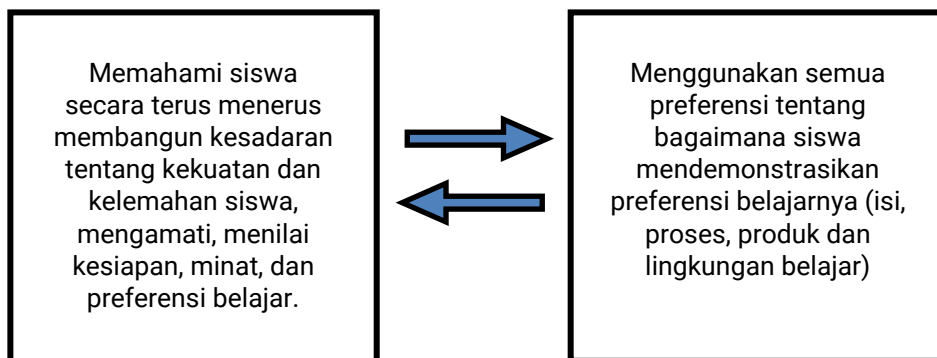 Memahami siswa
secara terus menerus
membangun kesadaran
tentang kekuatan dan
kelemahan siswa,
mengamati, menilai
kesiapan, minat, dan
preferensi belajar.
Menggunakan semua
preferensi tentang
bagaimana siswa
mendemonstrasikan
preferensi belajarnya (isi,
proses, produk dan
lingkungan belajar)